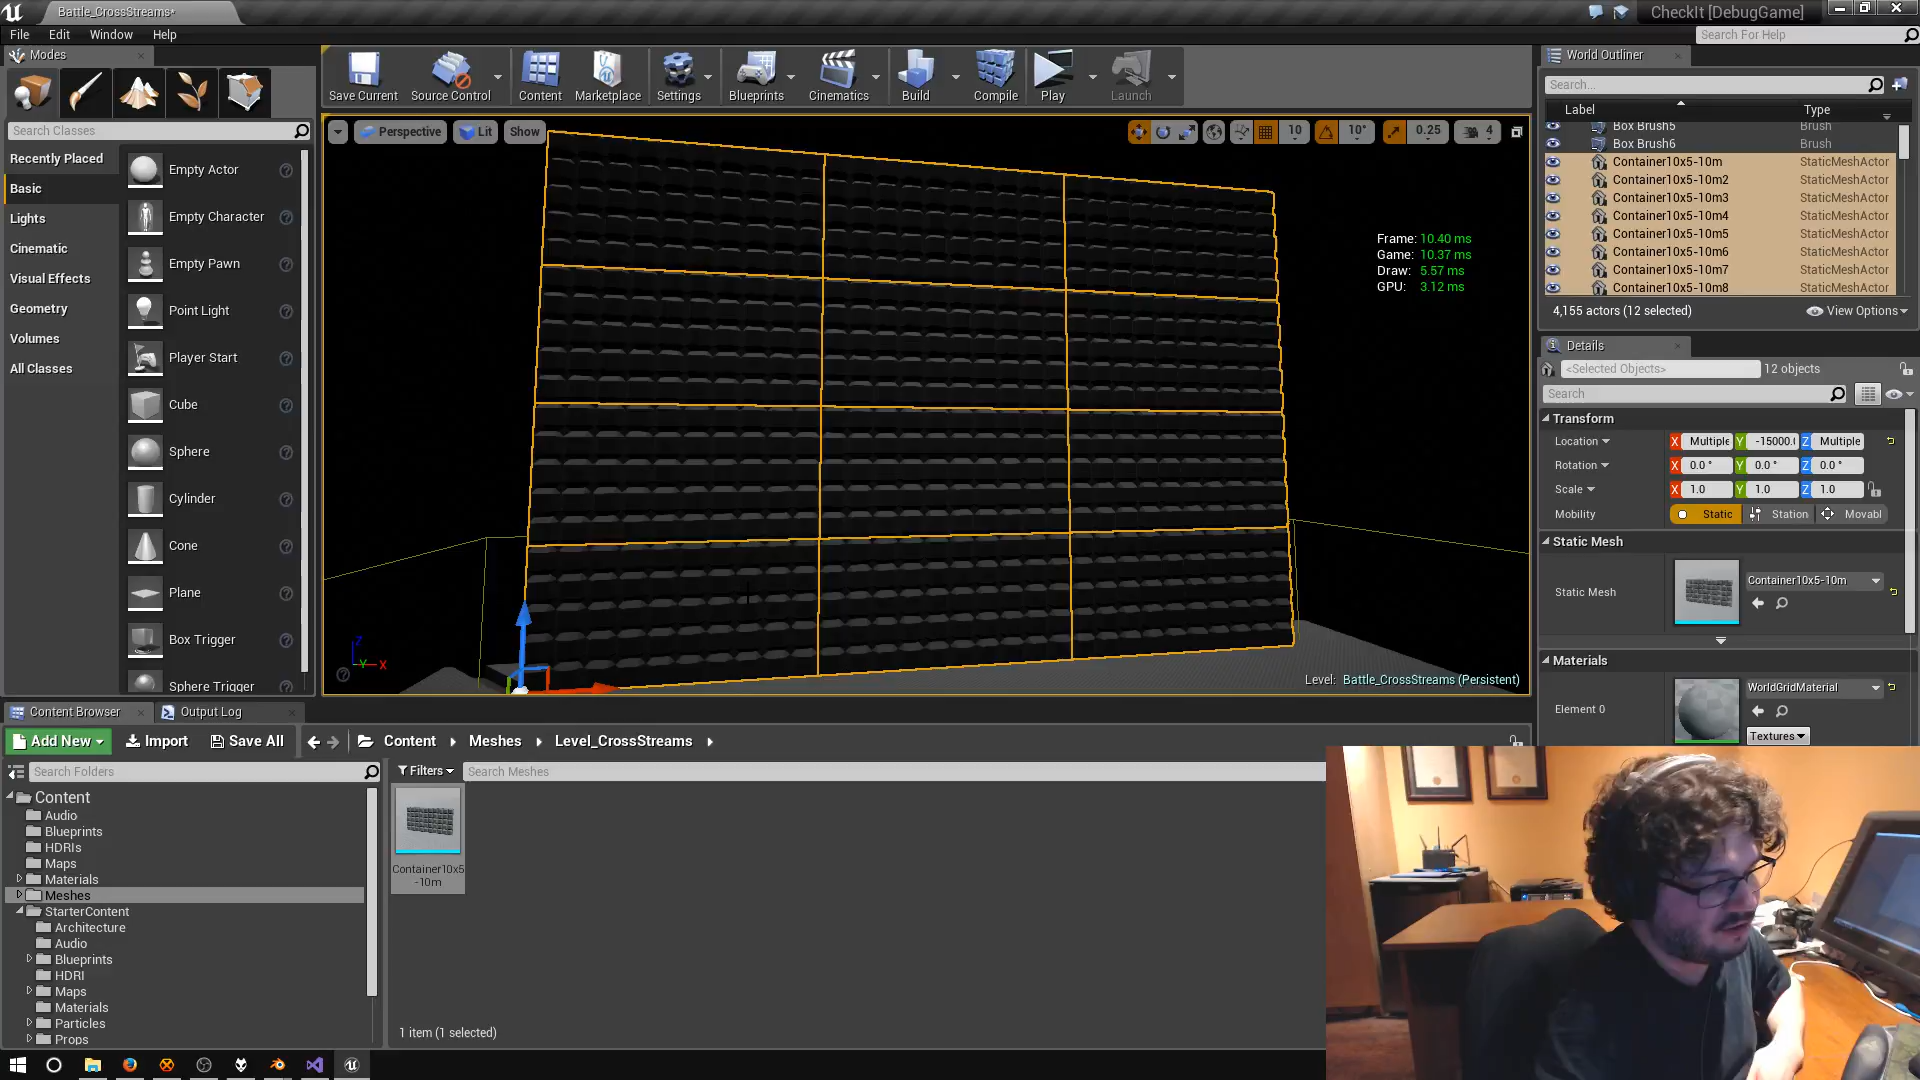 Battle_CrossStreams*
CheckIt [DebugGame]
File
Edit
Window
Help
Search For Help
Modes
Search Classes
Recently Placed
Basic
Lights
Cinematic
Visual Effects
Geometry
Volumes
All Classes
Empty Actor
Empty Character
Empty Pawn
Point Light
Player Start
Cube
Sphere
Cylinder
Cone
Plane
Box Trigger
Sphere Trigger
Save Current
Source Control
Content
Marketplace
Settings
Blueprints
Cinematics
Build
Compile
Play
Launch
Perspective
Lit
Show
10
10°
0.25
4
Frame: 10.40 ms
Game: 10.37 ms
Draw: 5.57 ms
GPU: 3.12 ms
Z
Y
X
Level: Battle_CrossStreams (Persistent)
World Outliner
Search...
Label
Type
Box Brush5 Brush
Box Brush6 Brush
Container10x5-10m StaticMeshActor
Container10x5-10m2 StaticMeshActor
Container10x5-10m3 StaticMeshActor
Container10x5-10m4 StaticMeshActor
Container10x5-10m5 StaticMeshActor
Container10x5-10m6 StaticMeshActor
Container10x5-10m7 StaticMeshActor
Container10x5-10m8 StaticMeshActor
4,155 actors (12 selected)
View Options
Details
<Selected Objects>
12 objects
Search
Transform
Location X Multiple Y -15000.0 Z Multiple
Rotation X 0.0 ° Y 0.0 ° Z 0.0 °
Scale X 1.0 Y 1.0 Z 1.0
Mobility Static Station Movabl
Static Mesh
Static Mesh
Container10x5-10m
Materials
Element 0
WorldGridMaterial
Textures
Content Browser
Output Log
Add New
Import
Save All
Content
Meshes
Level_CrossStreams
Search Folders
Filters
Search Meshes
Content
Audio
Blueprints
HDRIs
Maps
Materials
Meshes
StarterContent
Architecture
Audio
Blueprints
HDRI
Maps
Materials
Particles
Props
Container10x5
-10m
1 item (1 selected)